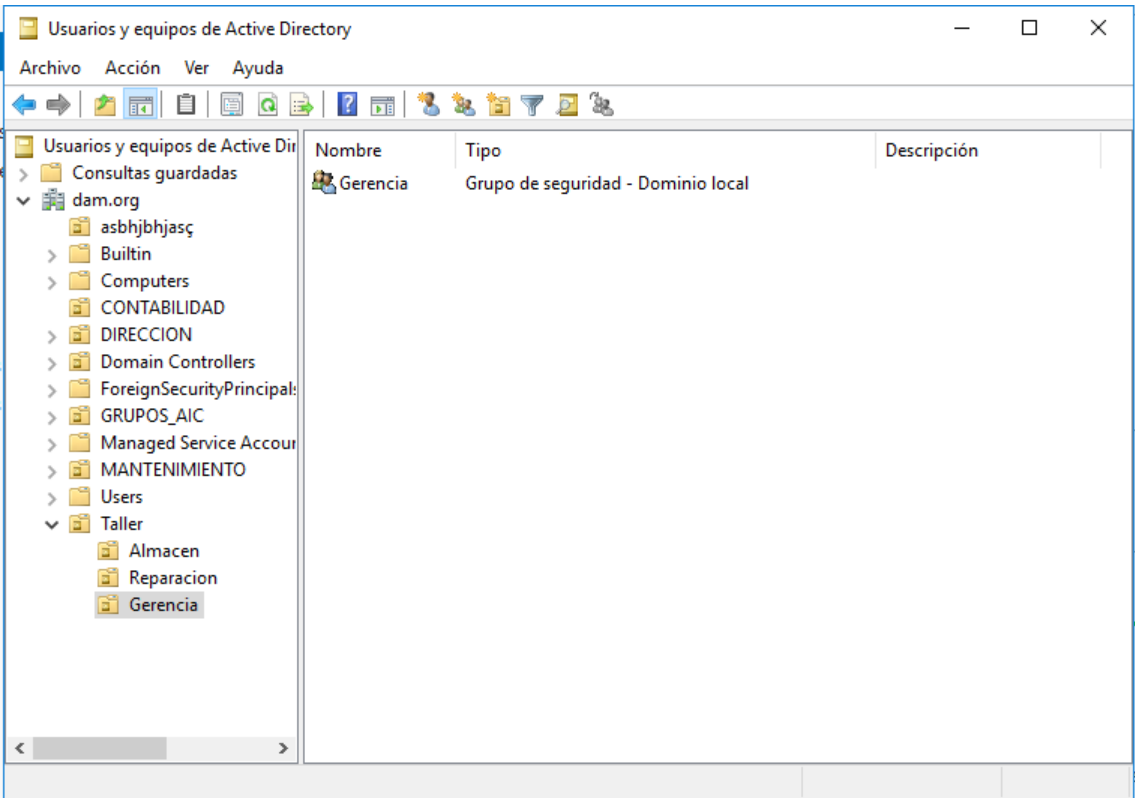 Usuarios y equipos de Active Directory
Archivo Acción Ver Ayuda
Usuarios y equipos de Active Dir
Consultas guardadas
dam.org
asbhjbhjasç
Builtin
Computers
CONTABILIDAD
DIRECCION
Domain Controllers
ForeignSecurityPrincipals
GRUPOS_AIC
Managed Service Accour
MANTENIMIENTO
Users
Taller
Almacen
Reparacion
Gerencia
Nombre Tipo Descripción
Gerencia Grupo de seguridad - Dominio local